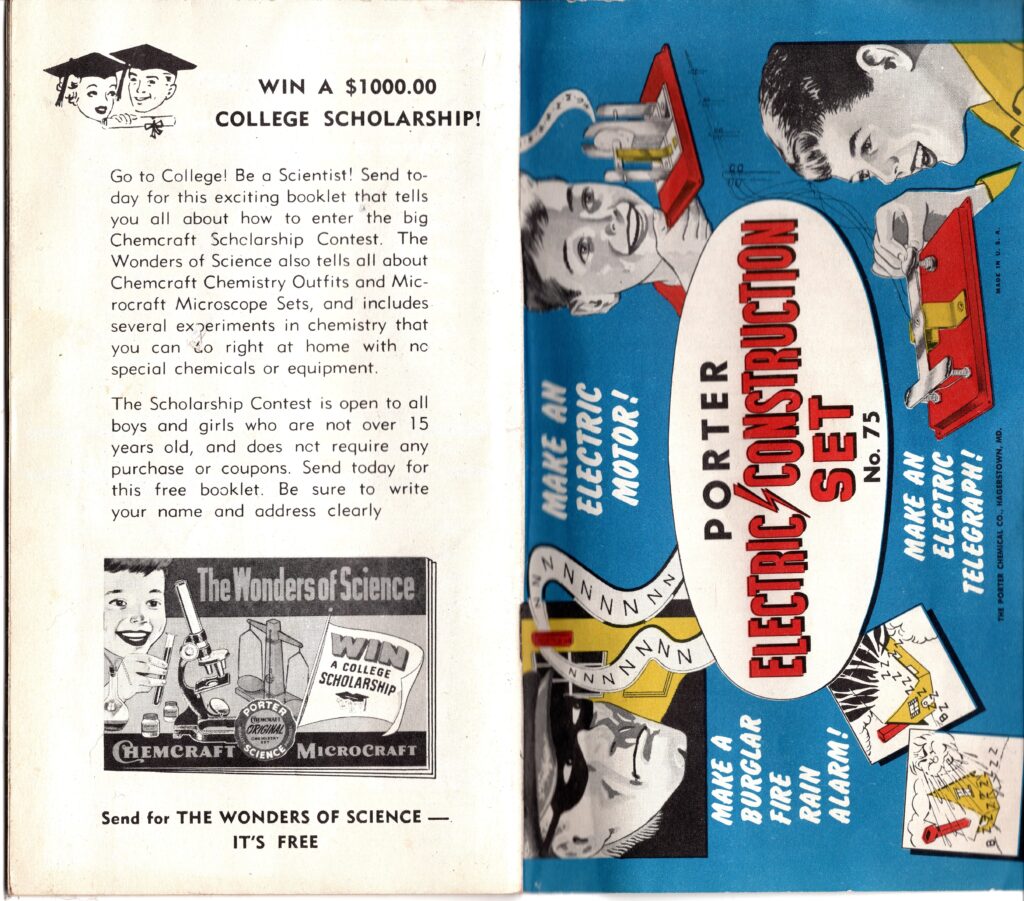 WIN A $1000.00
COLLEGE SCHOLARSHIP!
Go to College! Be a Scientist! Send to-
day for this exciting booklet that tells
you all about how to enter the big
Chemcraft Scholarship Contest. The
Wonders of Science also tells all about
Chemcraft Chemistry Outfits and Mic-
rocraft Microscope Sets, and includes
several experiments in chemistry that
you can do right at home with no
special chemicals or equipment.
The Scholarship Contest is open to all
boys and girls who are not over 15
years old, and does not require any
purchase or coupons. Send today for
this free booklet. Be sure to write
your name and address clearly
The Wonders of Science
WIN
A COLLEGE
SCHOLARSHIP
PORTER
CHEMCRAFT
ORIGINAL
CHEMISTRY
SET
SCIENCE
CHEMCRAFT
MICROCRAFT
Send for THE WONDERS OF SCIENCE —
IT'S FREE
MAKE AN
ELECTRIC
MOTOR!
PORTER
ELECTRIC CONSTRUCTION
SET
No. 75
MAKE AN
ELECTRIC
TELEGRAPH!
MADE IN U. S. A.
THE PORTER CHEMICAL CO., HAGERSTOWN, MD.
MAKE A
BURGLAR
FIRE
RAIN
ALARM!
NNNNNNN
NNNNN
BZZZZZZ
BZZZZZZ